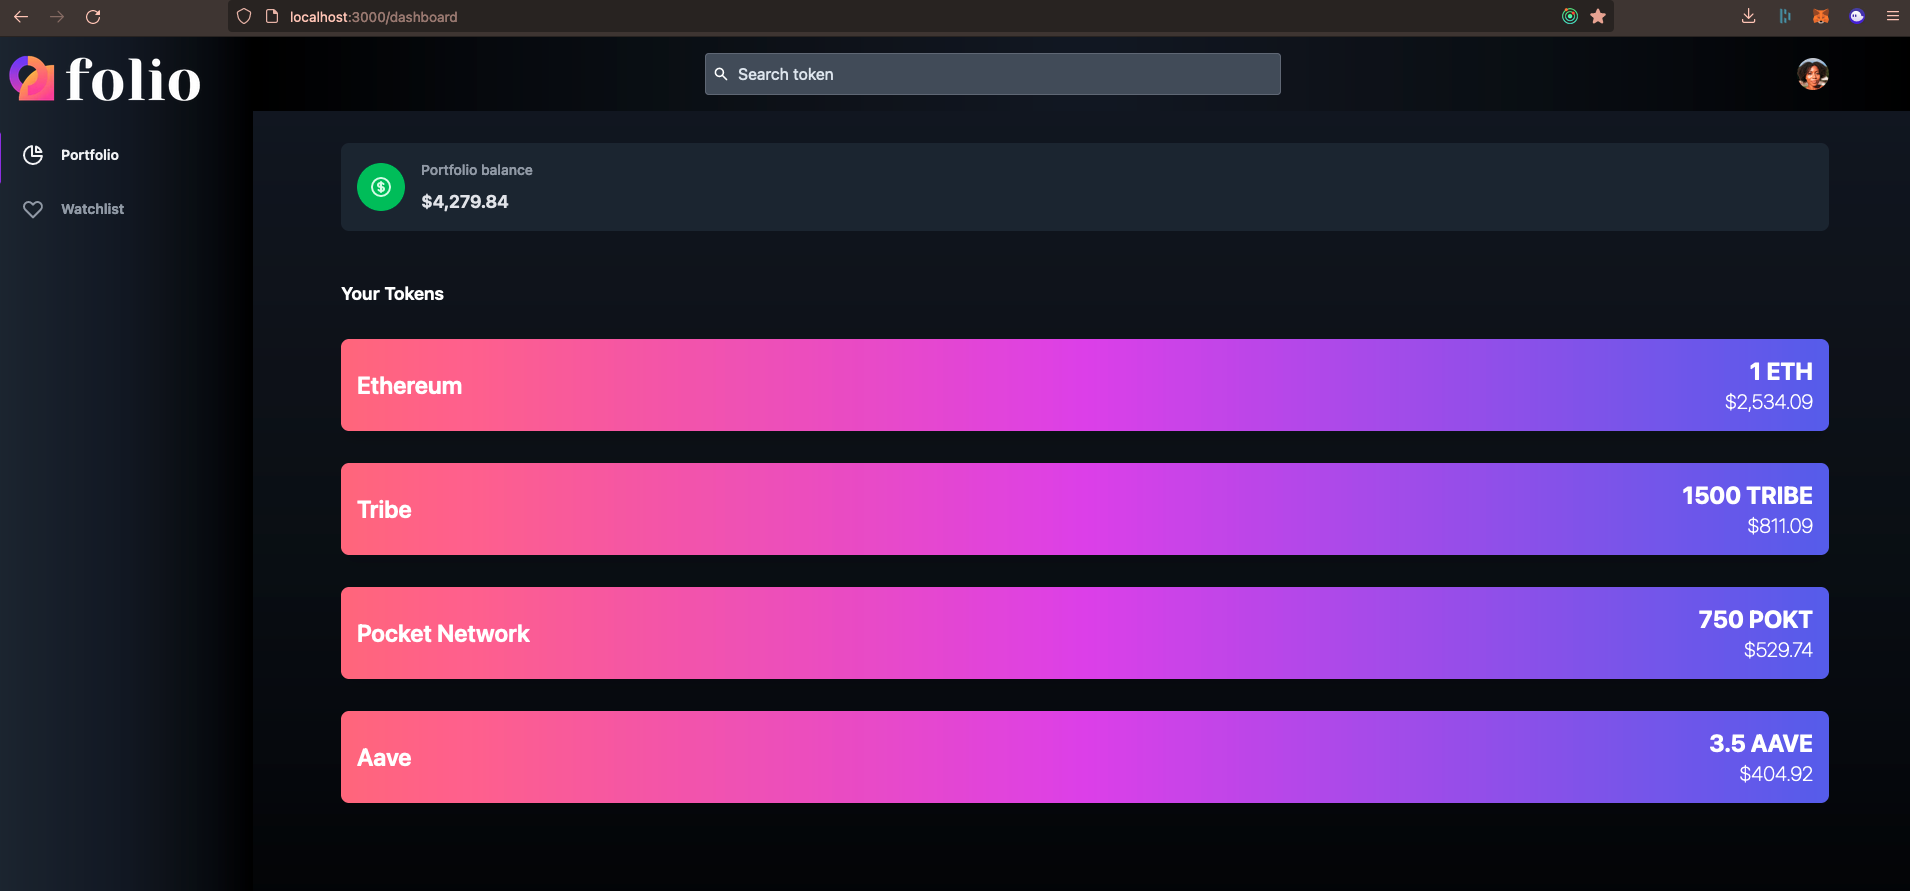 localhost:3000/dashboard
folio
Search token
Portfolio
Watchlist
Portfolio balance
$4,279.84
Your Tokens
Ethereum
1 ETH
$2,534.09
Tribe
1500 TRIBE
$811.09
Pocket Network
750 POKT
$529.74
Aave
3.5 AAVE
$404.92